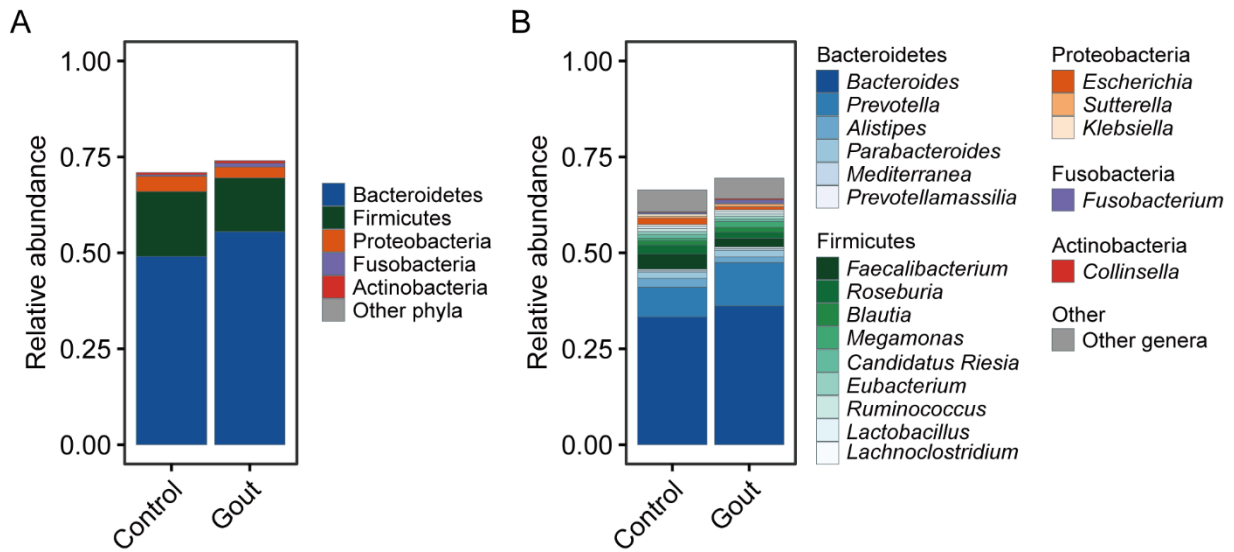 A
Relative abundance
1.00
0.75
0.50
0.25
0.00
Control
Gout
Bacteroidetes
Firmicutes
Proteobacteria
Fusobacteria
Actinobacteria
Other phyla
B
Relative abundance
1.00
0.75
0.50
0.25
0.00
Control
Gout
Bacteroidetes
Bacteroides
Prevotella
Alistipes
Parabacteroides
Mediterranea
Prevotellamassilia
Firmicutes
Faecalibacterium
Roseburia
Blautia
Megamonas
Candidatus Riesia
Eubacterium
Ruminococcus
Lactobacillus
Lachnoclostridium
Proteobacteria
Escherichia
Sutterella
Klebsiella
Fusobacteria
Fusobacterium
Actinobacteria
Collinsella
Other
Other genera